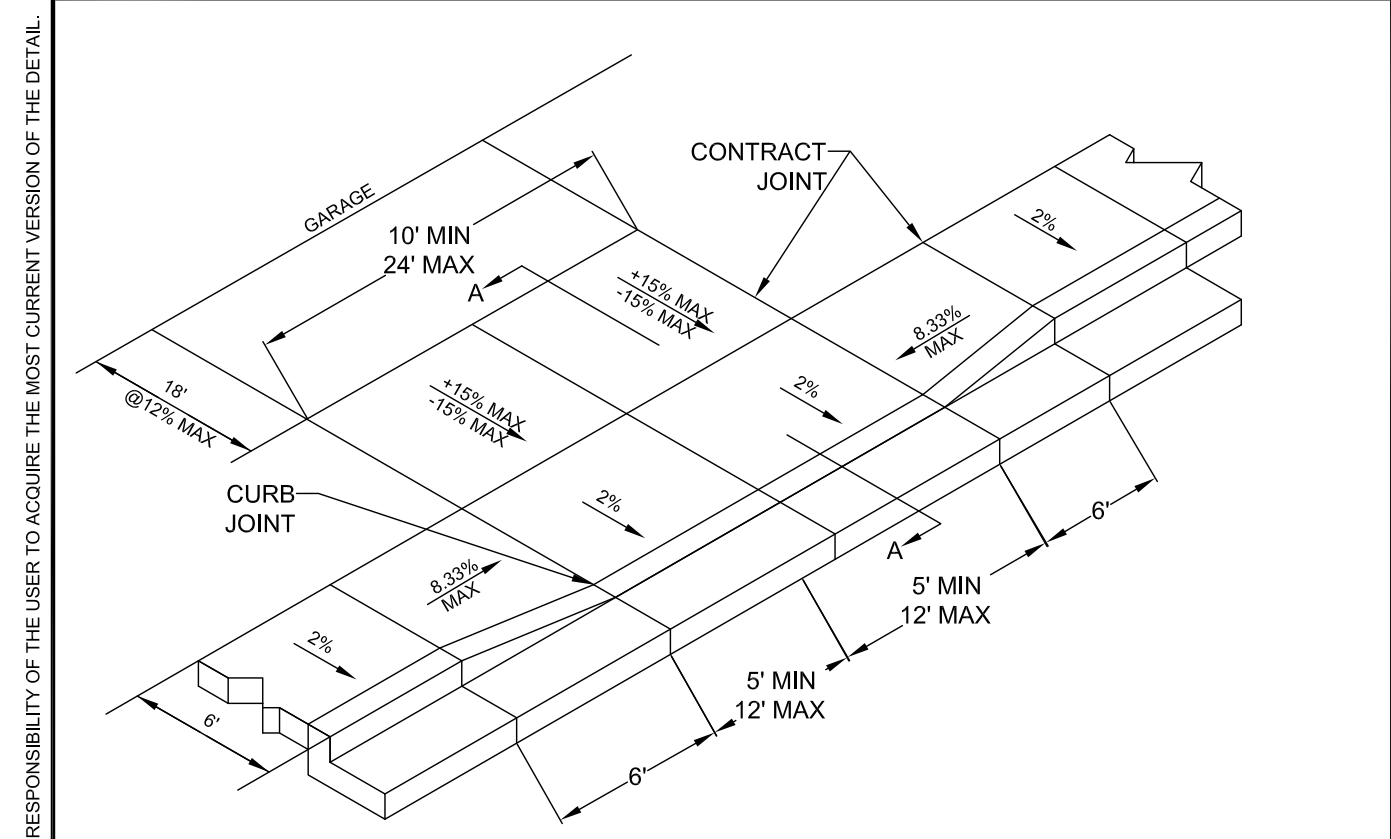 RESPONSIBILITY OF THE USER TO ACQUIRE THE MOST CURRENT VERSION OF THE DETAIL.
CONTRACT
JOINT
GARAGE
10' MIN
24' MAX
A
2%
+15% MAX
-15% MAX
8.33%
MAX
18'
@12% MAX
+15% MAX
-15% MAX
2%
CURB
JOINT
2%
6'
A
8.33%
MAX
5' MIN
12' MAX
2%
5' MIN
12' MAX
6'
6'